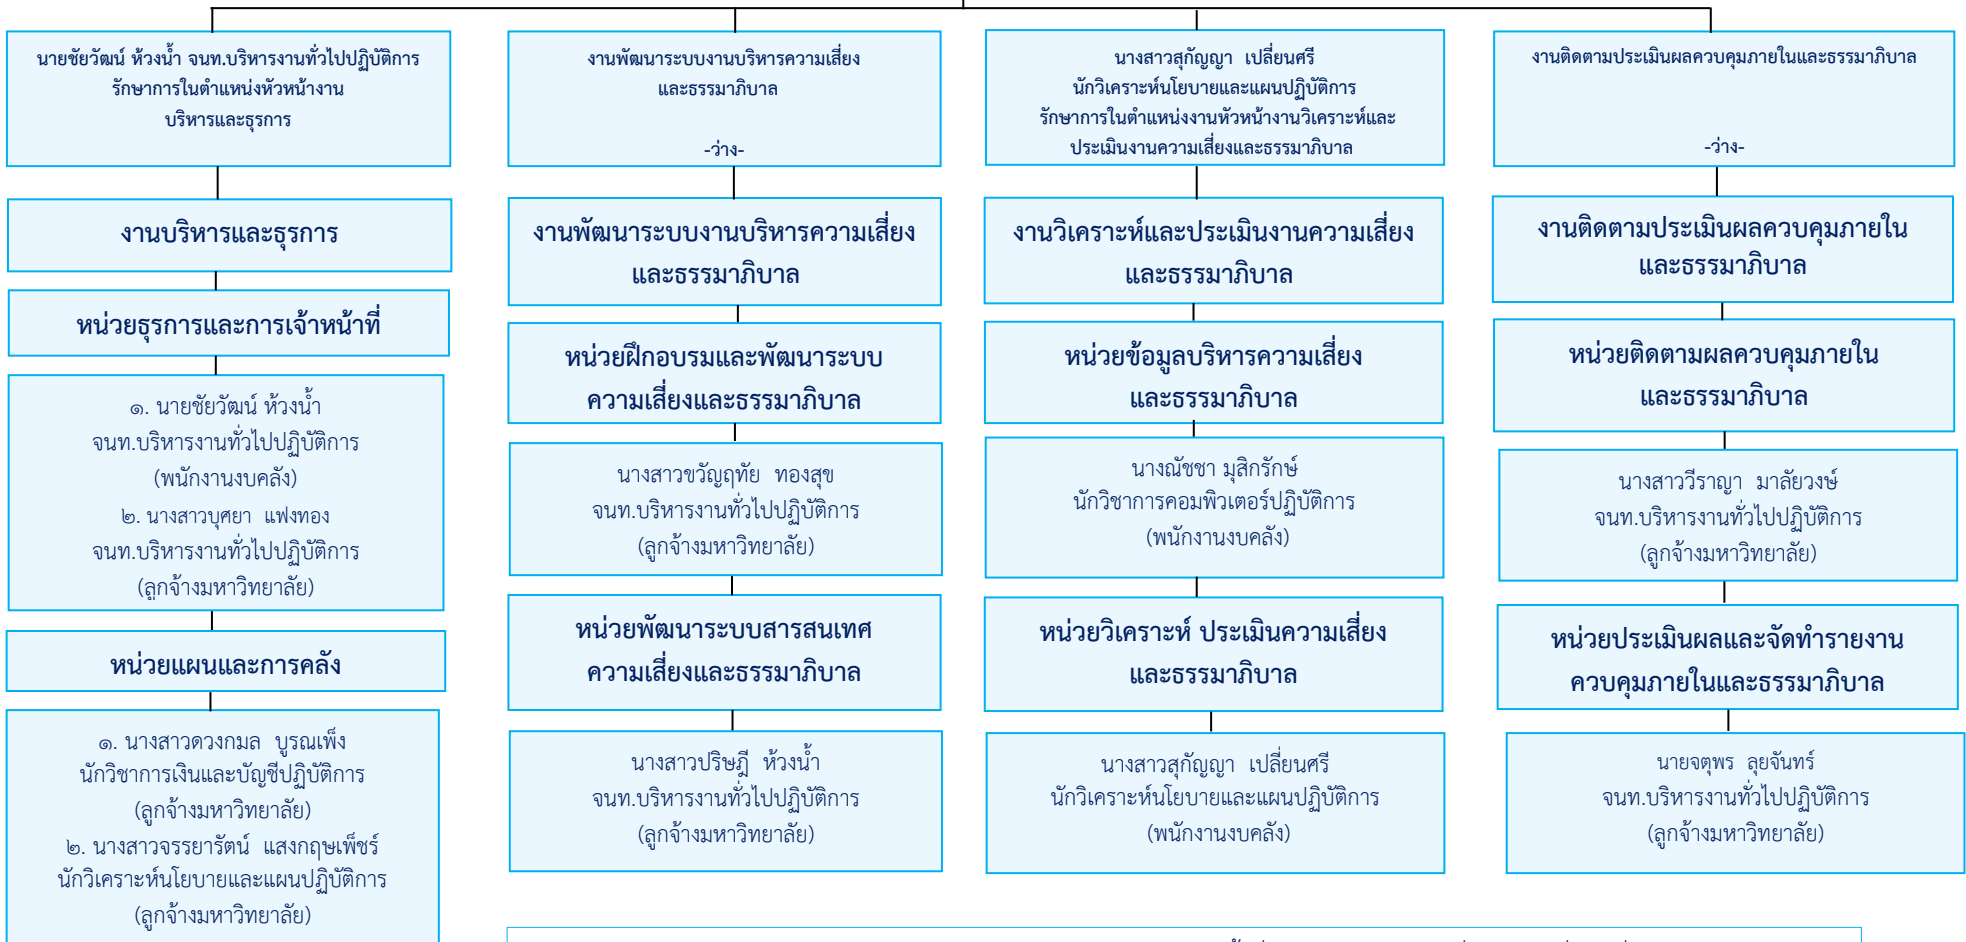 นายชัยวัฒน์ ห้วงน้ำ จนท.บริหารงานทั่วไปปฏิบัติการ
รักษาการในตำแหน่งหัวหน้างาน
บริหารและธุรการ
งานบริหารและธุรการ
หน่วยธุรการและการเจ้าหน้าที่
๑. นายชัยวัฒน์ ห้วงน้ำ
จนท.บริหารงานทั่วไปปฏิบัติการ
(พนักงานงบคลัง)
๒. นางสาวบุศยา แฟงทอง
จนท.บริหารงานทั่วไปปฏิบัติการ
(ลูกจ้างมหาวิทยาลัย)
หน่วยแผนและการคลัง
๑. นางสาวดวงกมล บูรณเพ็ง
นักวิชาการเงินและบัญชีปฏิบัติการ
(ลูกจ้างมหาวิทยาลัย)
๒. นางสาวจรรยารัตน์ แสงกฤษเพ็ชร์
นักวิเคราะห์นโยบายและแผนปฏิบัติการ
(ลูกจ้างมหาวิทยาลัย)
งานพัฒนาระบบงานบริหารความเสี่ยง
และธรรมาภิบาล
-ว่าง-
งานพัฒนาระบบงานบริหารความเสี่ยง
และธรรมาภิบาล
หน่วยฝึกอบรมและพัฒนาระบบ
ความเสี่ยงและธรรมาภิบาล
นางสาวขวัญฤทัย ทองสุข
จนท.บริหารงานทั่วไปปฏิบัติการ
(ลูกจ้างมหาวิทยาลัย)
หน่วยพัฒนาระบบสารสนเทศ
ความเสี่ยงและธรรมาภิบาล
นางสาวปริษฎี ห้วงน้ำ
จนท.บริหารงานทั่วไปปฏิบัติการ
(ลูกจ้างมหาวิทยาลัย)
นางสาวสุกัญญา เปลี่ยนศรี
นักวิเคราะห์นโยบายและแผนปฏิบัติการ
รักษาการในตำแหน่งงานหัวหน้างานวิเคราะห์และ
ประเมินงานความเสี่ยงและธรรมาภิบาล
งานวิเคราะห์และประเมินงานความเสี่ยง
และธรรมาภิบาล
หน่วยข้อมูลบริหารความเสี่ยง
และธรรมาภิบาล
นางณัชชา มุสิกรักษ์
นักวิชาการคอมพิวเตอร์ปฏิบัติการ
(พนักงานงบคลัง)
หน่วยวิเคราะห์ ประเมินความเสี่ยง
และธรรมาภิบาล
นางสาวสุกัญญา เปลี่ยนศรี
นักวิเคราะห์นโยบายและแผนปฏิบัติการ
(พนักงานงบคลัง)
งานติดตามประเมินผลควบคุมภายในและธรรมาภิบาล
-ว่าง-
งานติดตามประเมินผลควบคุมภายใน
และธรรมาภิบาล
หน่วยติดตามผลควบคุมภายใน
และธรรมาภิบาล
นางสาววีราญา มาลัยวงษ์
จนท.บริหารงานทั่วไปปฏิบัติการ
(ลูกจ้างมหาวิทยาลัย)
หน่วยประเมินผลและจัดทำรายงาน
ควบคุมภายในและธรรมาภิบาล
นายจตุพร ลุยจันทร์
จนท.บริหารงานทั่วไปปฏิบัติการ
(ลูกจ้างมหาวิทยาลัย)